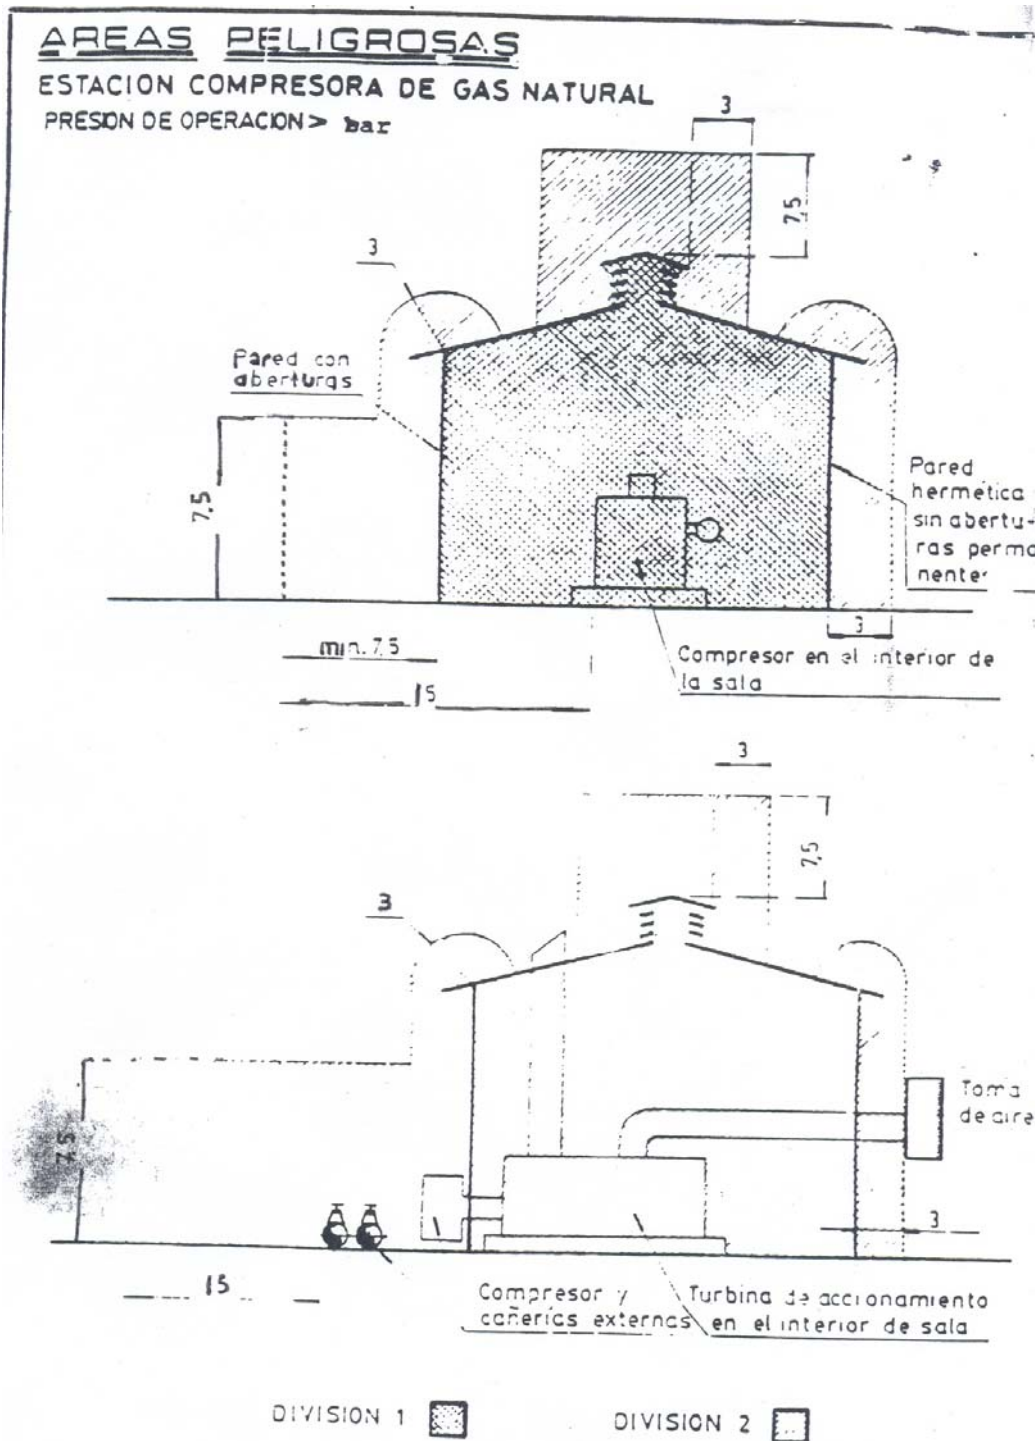 AREAS PELIGROSAS
ESTACION COMPRESORA DE GAS NATURAL
PRESION DE OPERACION > bar
3
7,5
3
Pared con
aberturas
7,5
Pared
hermética
sin abertu-
ras perma
nente
min. 7,5
3
15
Compresor en el interior de
la sala
3
7,5
3
Toma
de aire
7,5
3
15
Compresor y
cañerías externas
Turbina de accionamiento
en el interior de sala
DIVISION 1
DIVISION 2